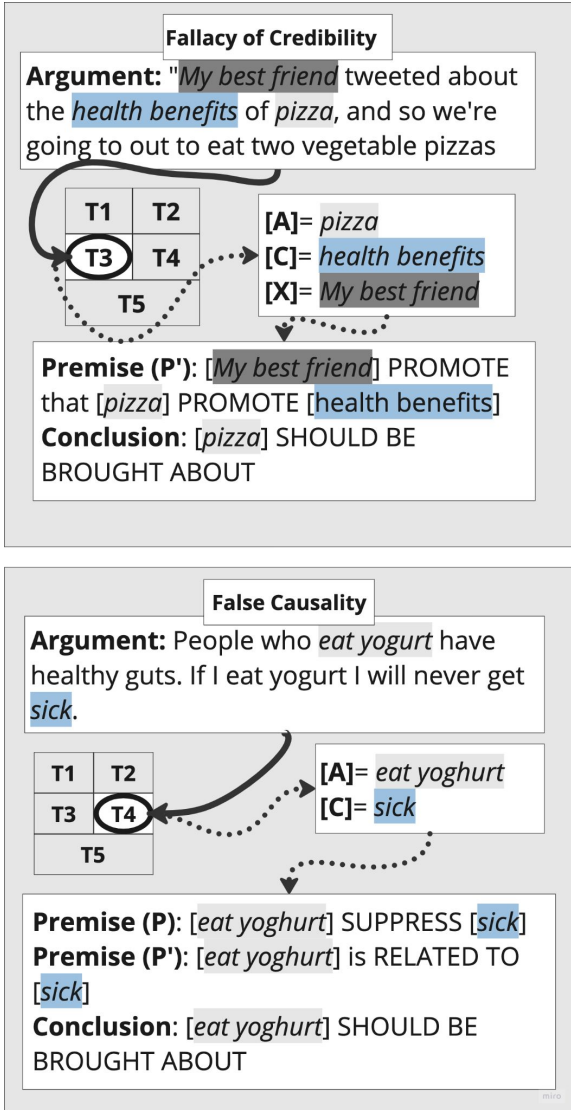 Fallacy of Credibility
Argument: "My best friend tweeted about
the health benefits of pizza, and so we're
going to out to eat two vegetable pizzas
T1 T2
T3 T4
T5
[A]= pizza
[C]= health benefits
[X]= My best friend
Premise (P'): [My best friend] PROMOTE
that [pizza] PROMOTE [health benefits]
Conclusion: [pizza] SHOULD BE
BROUGHT ABOUT
False Causality
Argument: People who eat yogurt have
healthy guts. If I eat yogurt I will never get
sick.
T1 T2
T3 T4
T5
[A]= eat yoghurt
[C]= sick
Premise (P): [eat yoghurt] SUPPRESS [sick]
Premise (P'): [eat yoghurt] is RELATED TO
[sick]
Conclusion: [eat yoghurt] SHOULD BE
BROUGHT ABOUT
miro